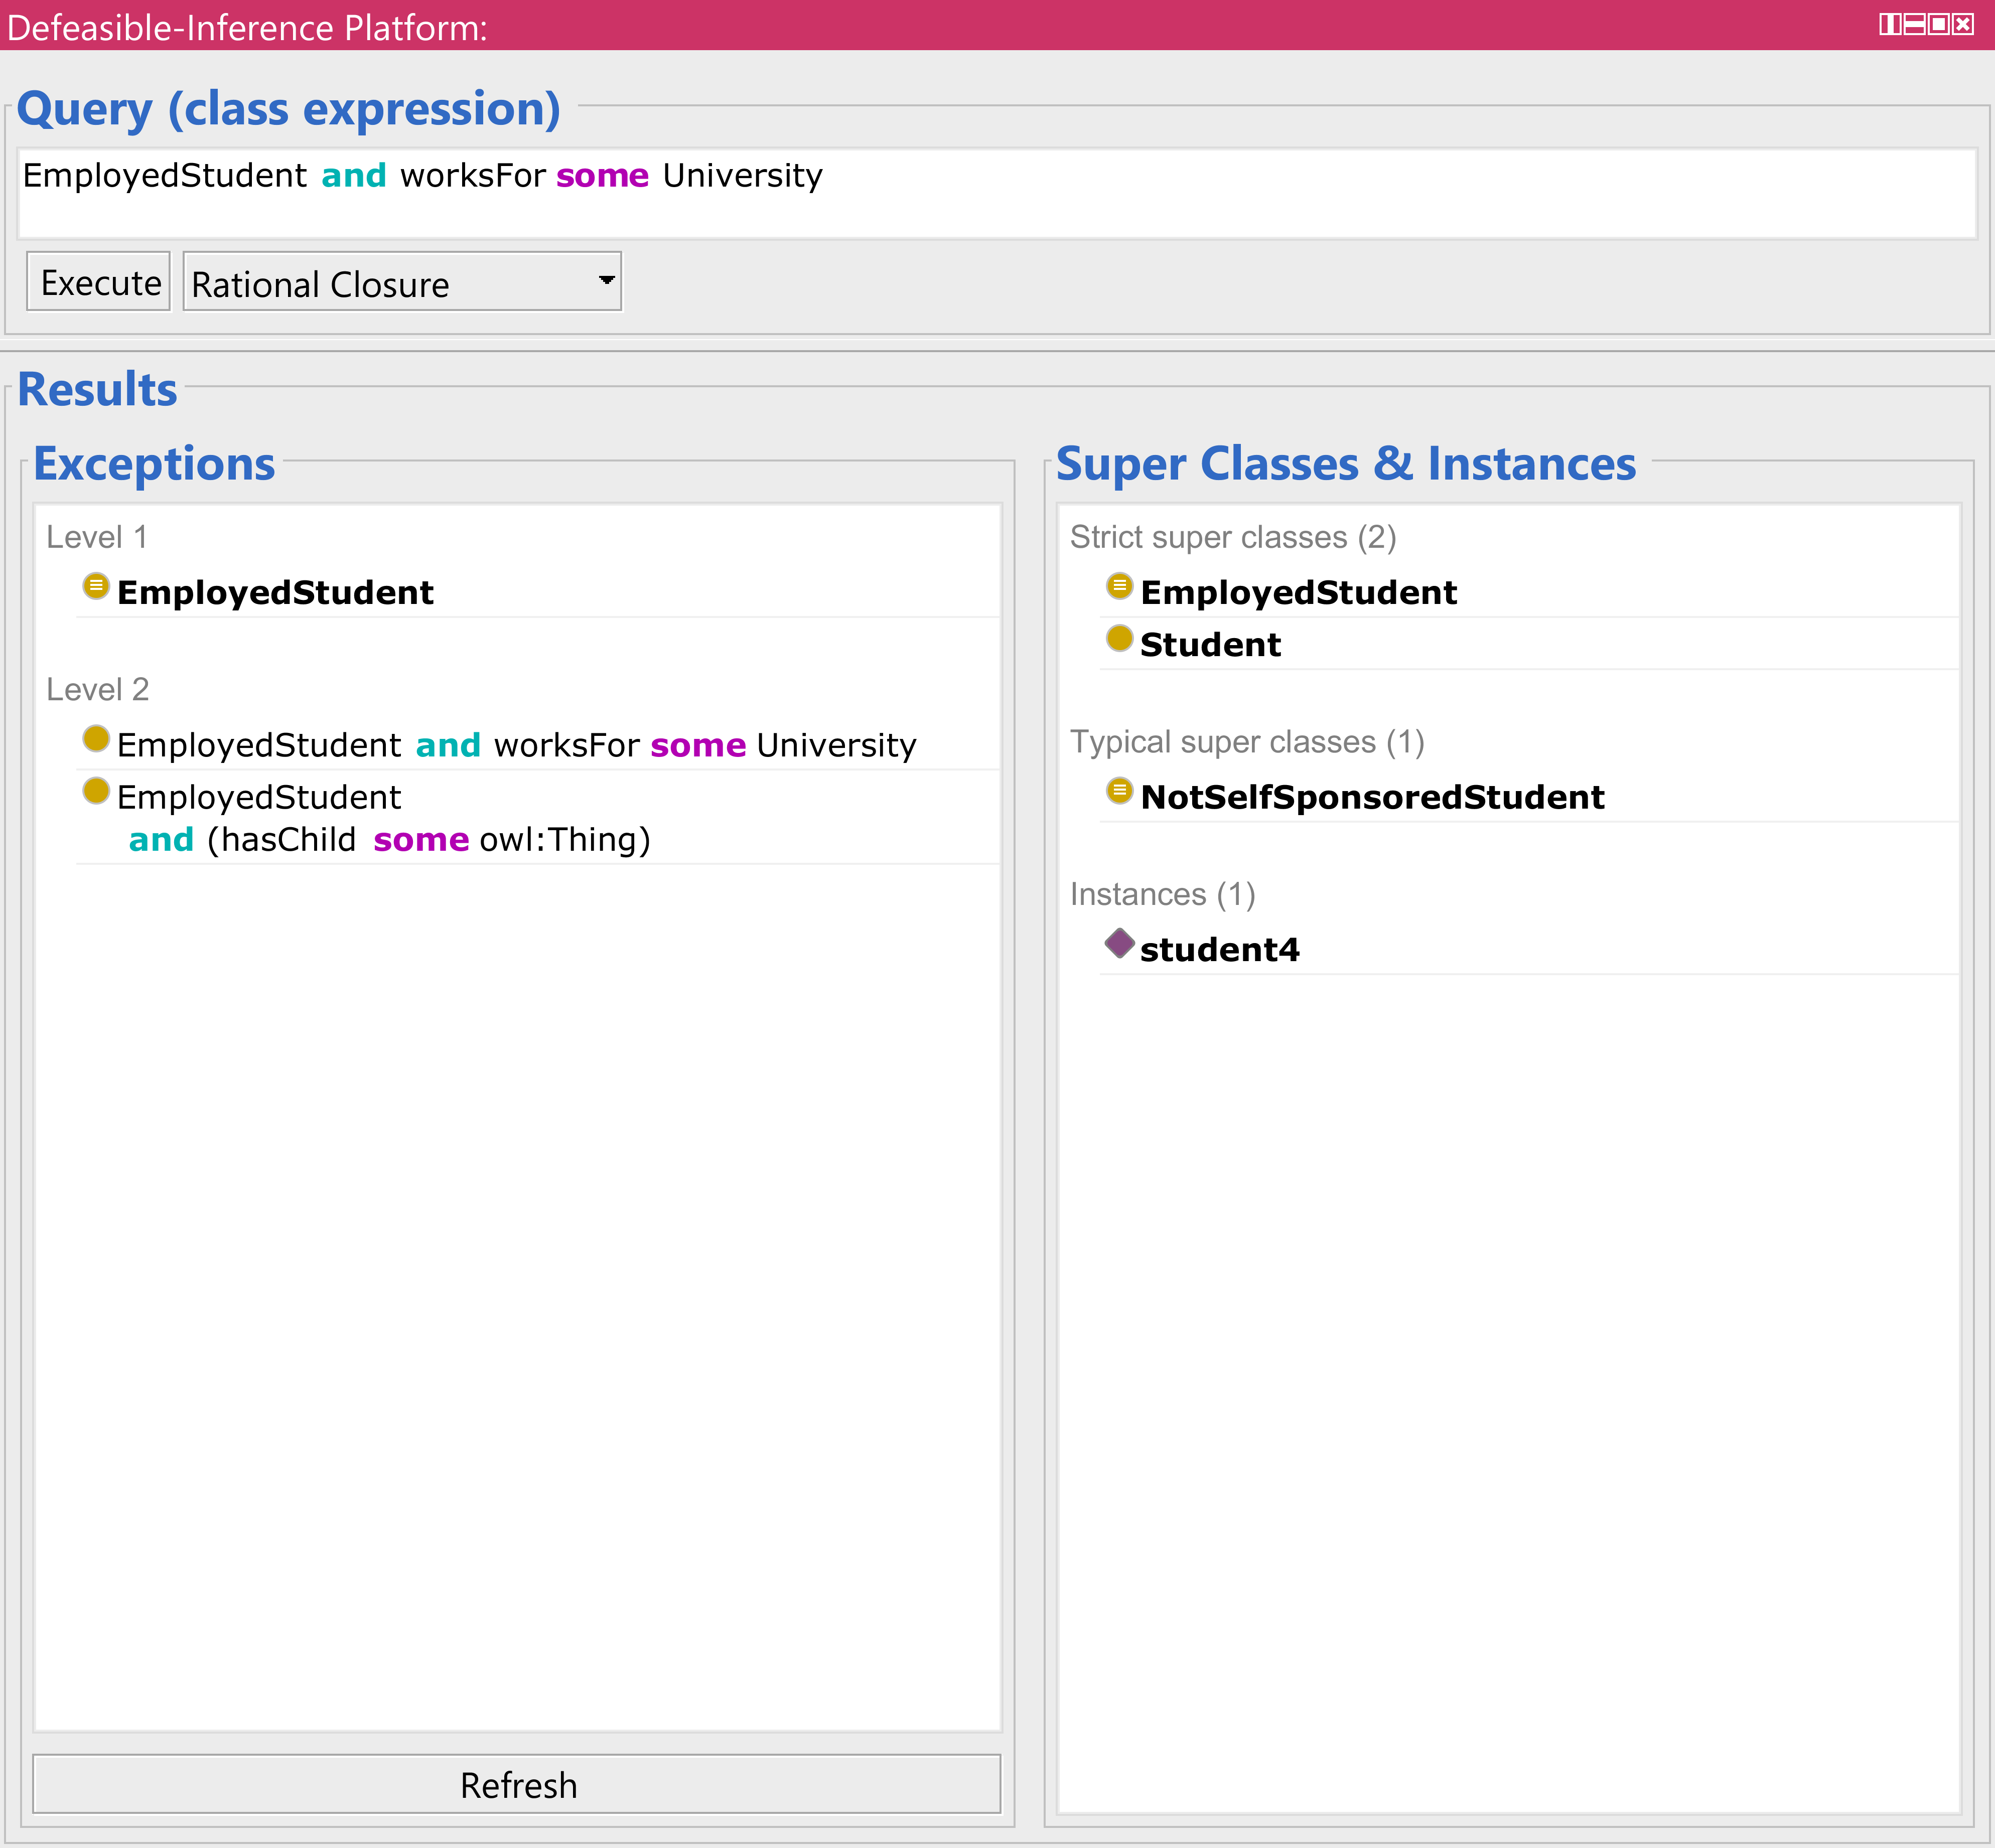 Defeasible-Inference Platform:
Query (class expression)
EmployedStudent and worksFor some University
Execute
Rational Closure
Results
Exceptions
Level 1
EmployedStudent
Level 2
EmployedStudent and worksFor some University
EmployedStudent
and (hasChild some owl:Thing)
Refresh
Super Classes & Instances
Strict super classes (2)
EmployedStudent
Student
Typical super classes (1)
NotSelfSponsoredStudent
Instances (1)
student4